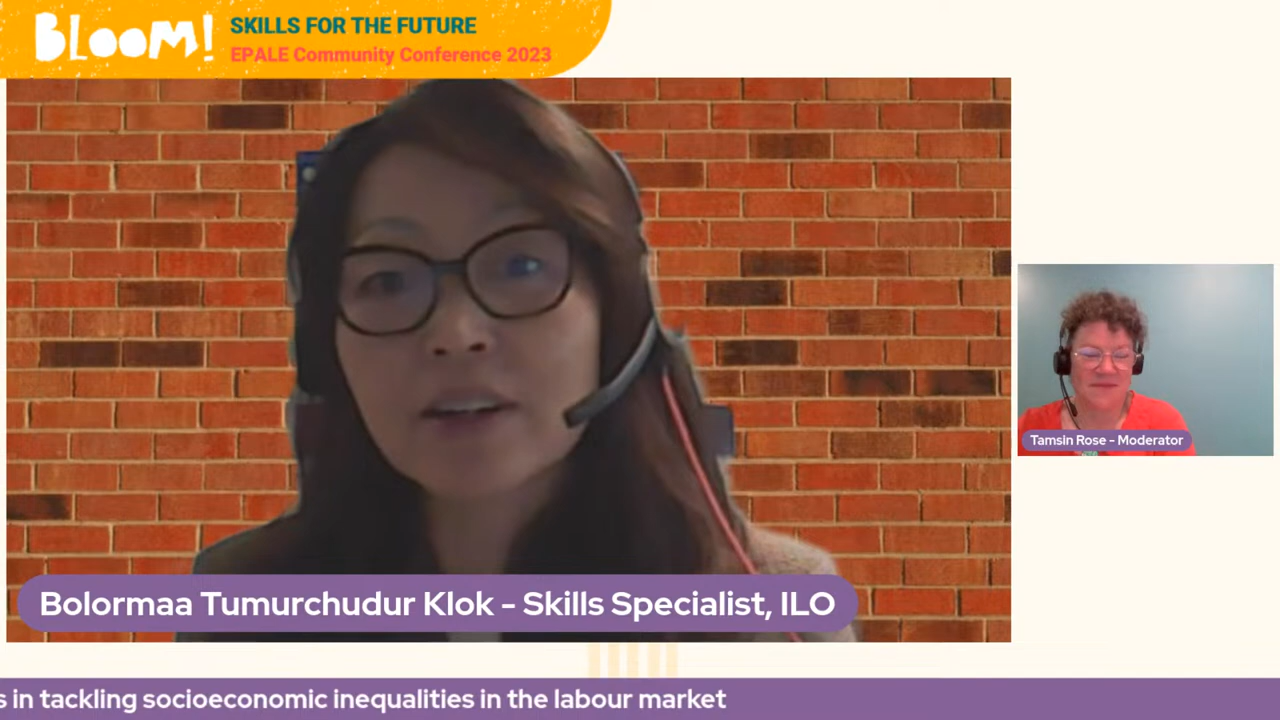 BLOOM!
SKILLS FOR THE FUTURE
EPALE Community Conference 2023
Tamsin Rose - Moderator
Bolormaa Tumurchudur Klok - Skills Specialist, ILO
s in tackling socioeconomic inequalities in the labour market